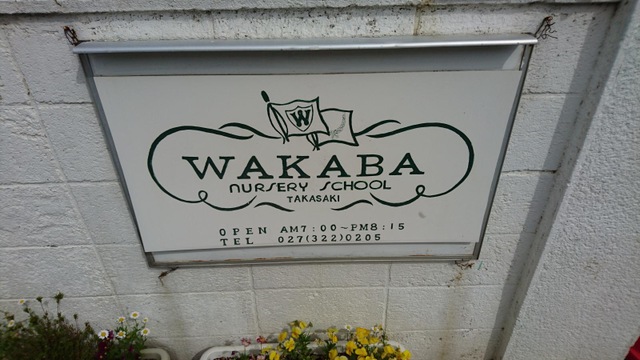 W
WAKABA
NURSERY SCHOOL
TAKASAKI
OPEN AM7:00~PM8:15
TEL 027(322)0205